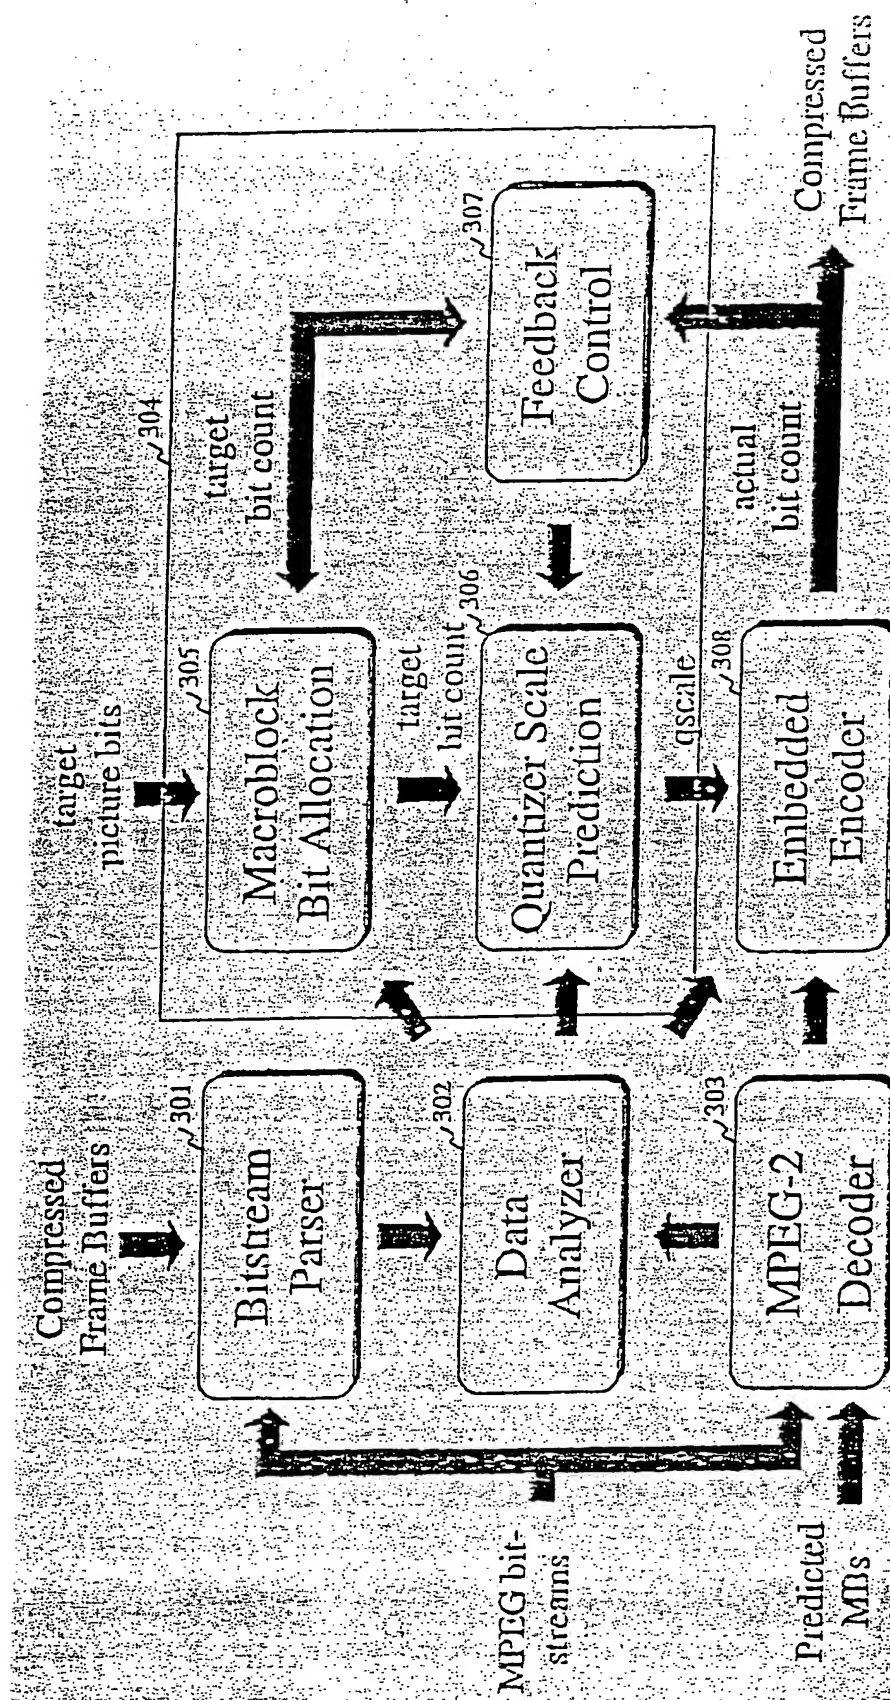 Compressed
Frame Buffers
301
Bitstream
Parser
302
Data
Analyzer
303
MPEG-2
Decoder
MPEG bit-
streams
Predicted
MBs
304
target
picture bits
305
Macroblock
Bit Allocation
target
bit count
306
Quantizer Scale
Prediction
qscale
308
Embedded
Encoder
target
bit count
307
Feedback
Control
actual
bit count
Compressed
Frame Buffers